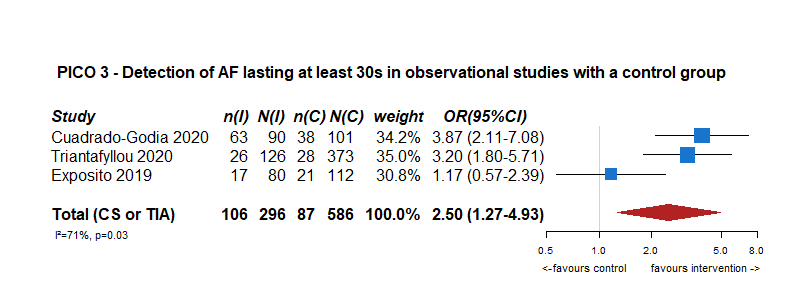 PICO 3 - Detection of AF lasting at least 30s in observational studies with a control group
Study n(I) N(I) n(C) N(C) weight OR(95%CI)
Cuadrado-Godia 2020 63 90 38 101 34.2% 3.87 (2.11-7.08)
Triantafyllou 2020 26 126 28 373 35.0% 3.20 (1.80-5.71)
Exposito 2019 17 80 21 112 30.8% 1.17 (0.57-2.39)
Total (CS or TIA) 106 296 87 586 100.0% 2.50 (1.27-4.93)
I²=71%, p=0.03
0.5 1.0 2.0 5.0 8.0
<-favours control favours intervention ->